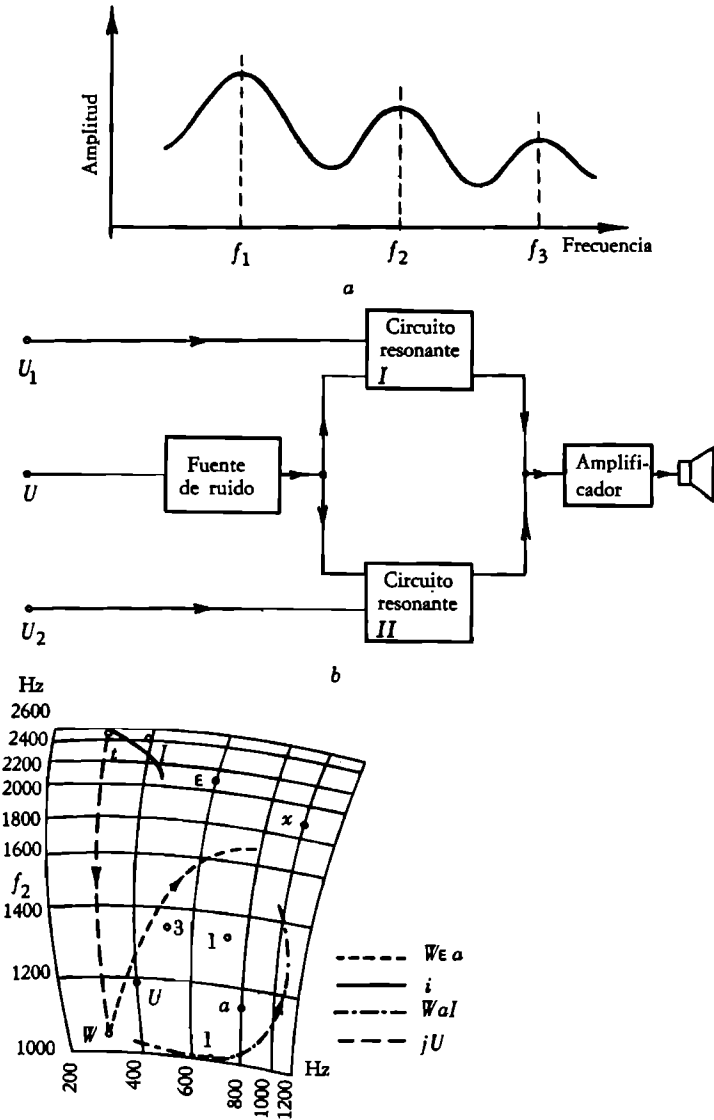 Amplitud
f1
f2
f3
Frecuencia
a
U1
Circuito
resonante
I
U
Fuente
de ruido
Amplifi-
cador
U2
Circuito
resonante
II
b
Hz
2600
2400
2200
2000
1800
1600
f2
1400
1200
1000
ε
x
3
1
U
a
W
1
200
400
600
800
1000
1200
Hz
Wε a
i
WaI
jU